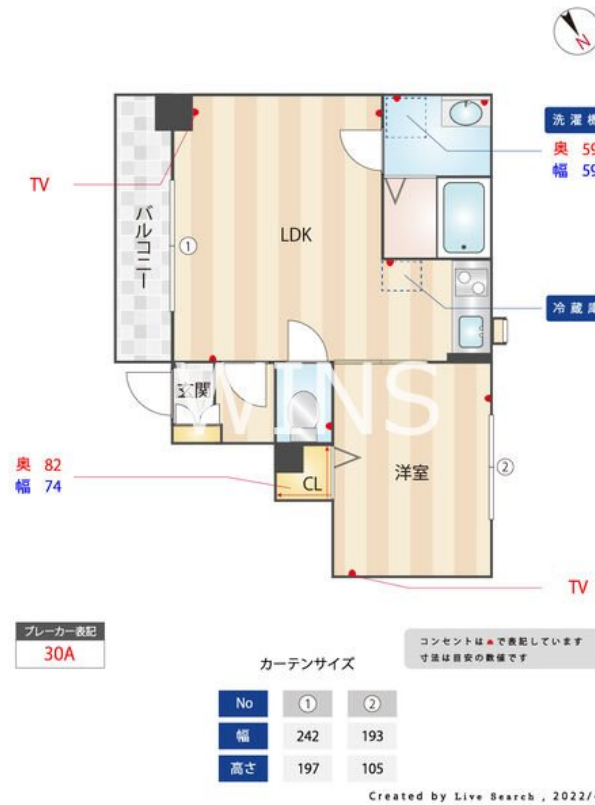 N
洗濯機
奥 59
幅 59
TV
バルコニー
①
LDK
冷蔵庫
WINS
玄関
奥 82
幅 74
CL
洋室
②
TV
ブレーカー表記
30A
コンセントは●で表記しています
寸法は目安の数値です
カーテンサイズ
No ① ②
幅 242 193
高さ 197 105
Created by Live Search , 2022/